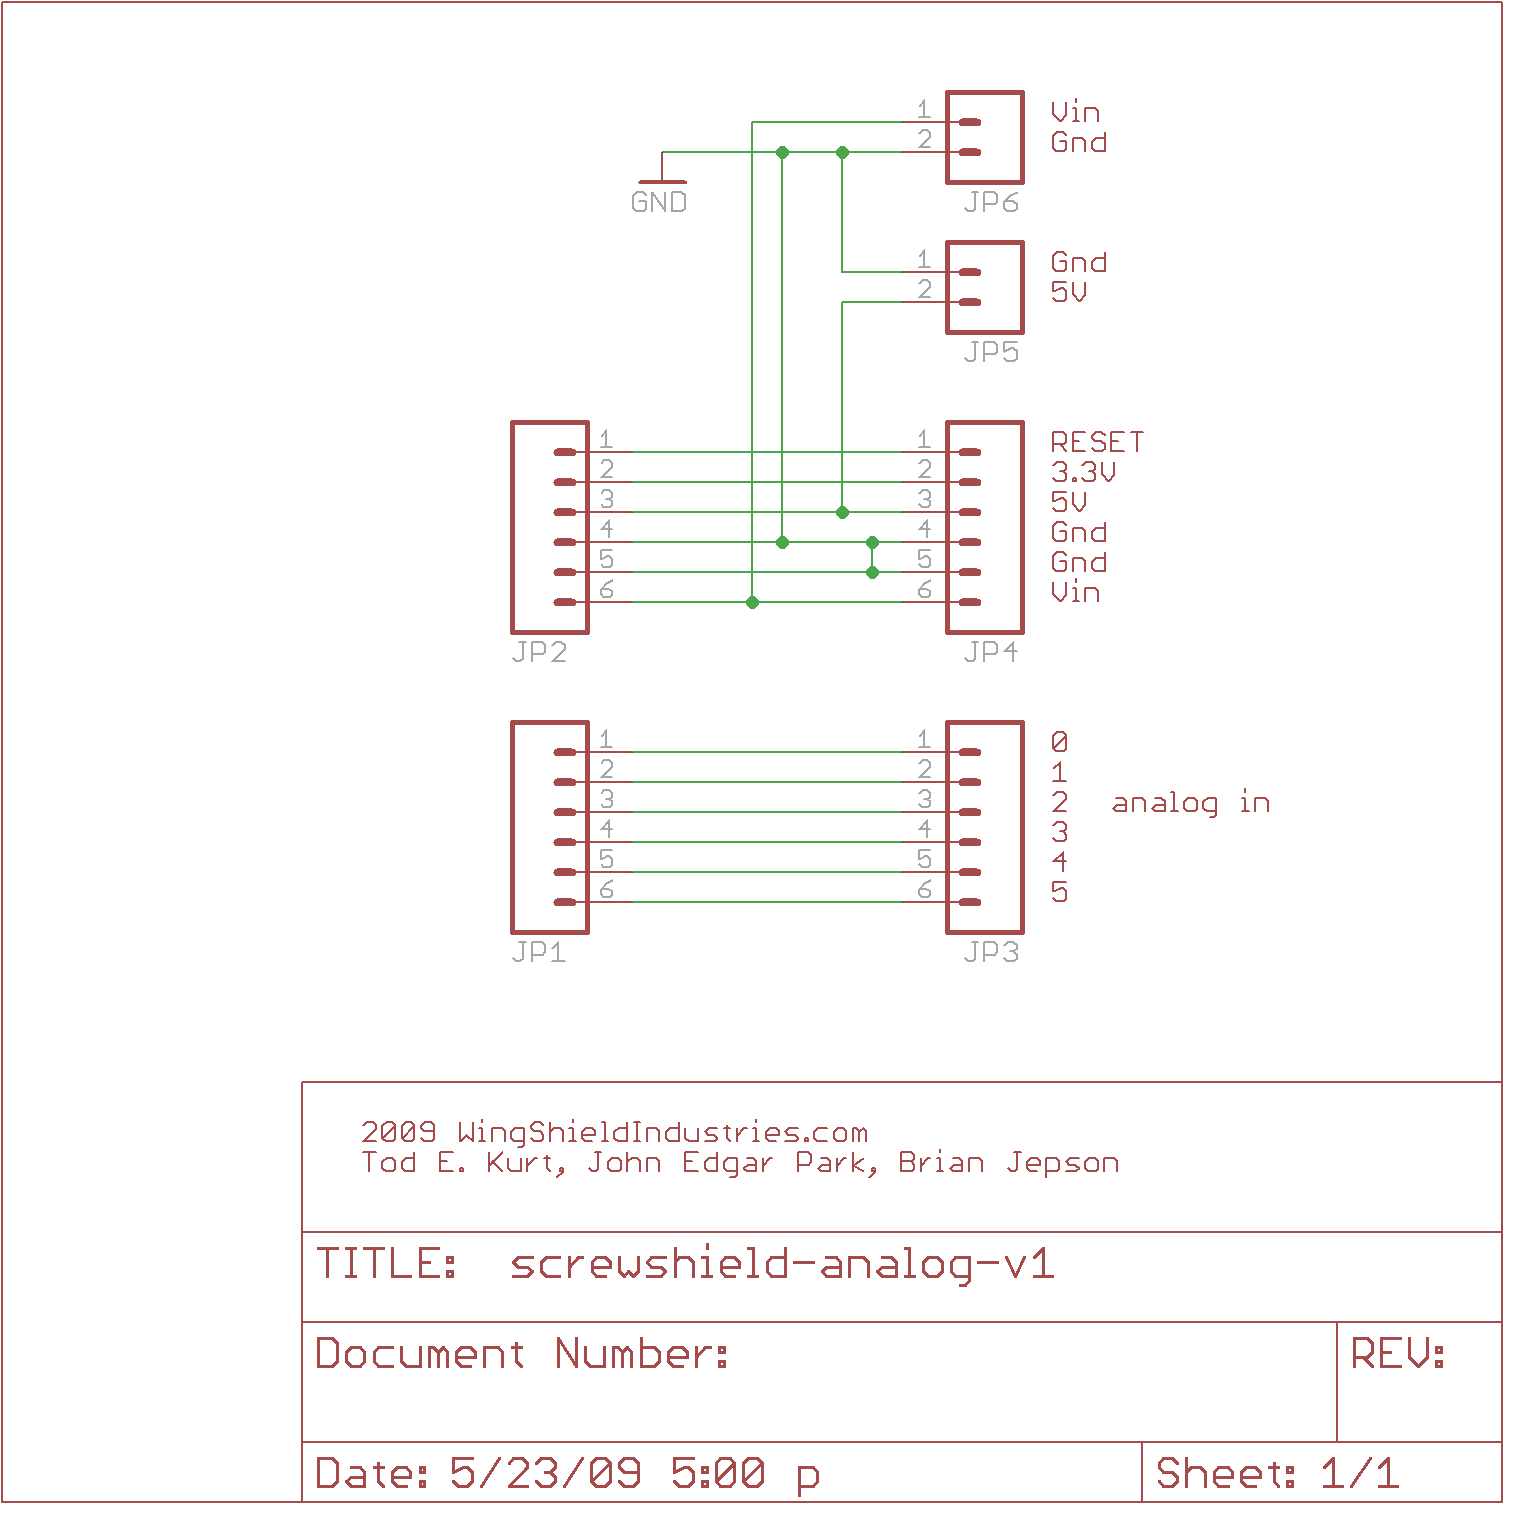 1 Vin
2 Gnd
GND
JP6
1 Gnd
2 5V
JP5
1 1 RESET
2 2 3.3V
3 3 5V
4 4 Gnd
5 5 Gnd
6 6 Vin
JP2 JP4
1 1 0
2 2 1
3 3 2 analog in
4 4 3
5 5 4
6 6 5
JP1 JP3
2009 WingShieldIndustries.com
Tod E. Kurt, John Edgar Park, Brian Jepson
TITLE: screwshield-analog-v1
Document Number:
REV:
Date: 5/23/09 5:00 p
Sheet: 1/1